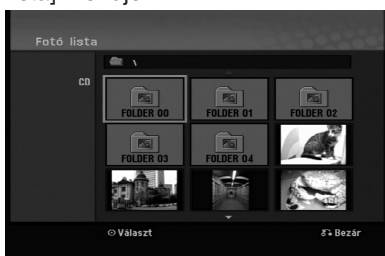 Fotó lista
\
CD
FOLDER 00 FOLDER 01 FOLDER 02
FOLDER 03 FOLDER 04
Választ Bezár